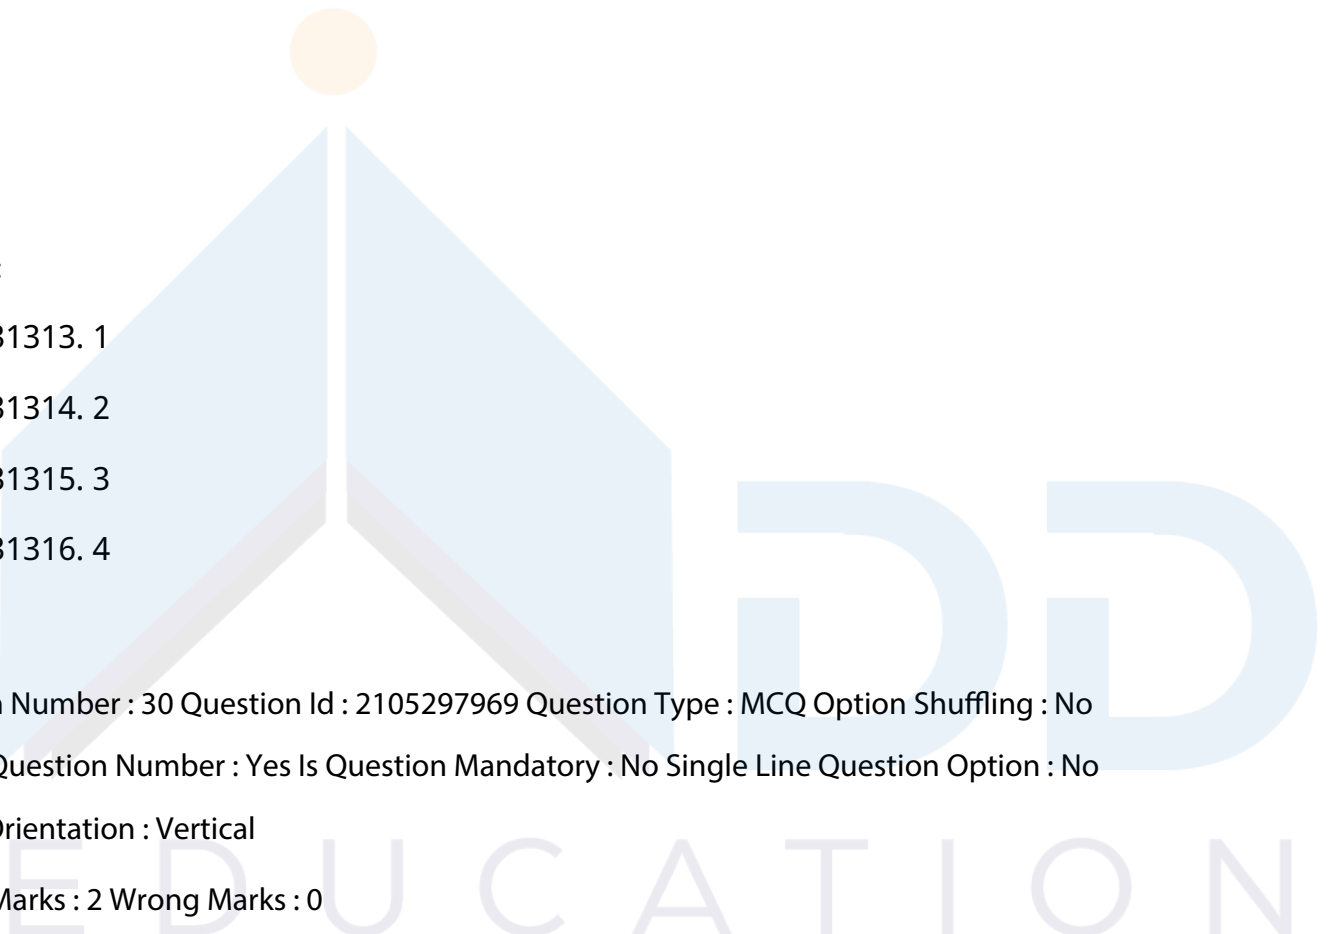 :
31313. 1
31314. 2
31315. 3
31316. 4
Number : 30 Question Id : 2105297969 Question Type : MCQ Option Shuffling : No
Question Number : Yes Is Question Mandatory : No Single Line Question Option : No
Orientation : Vertical
Marks : 2 Wrong Marks : 0
DD
EDUCATION